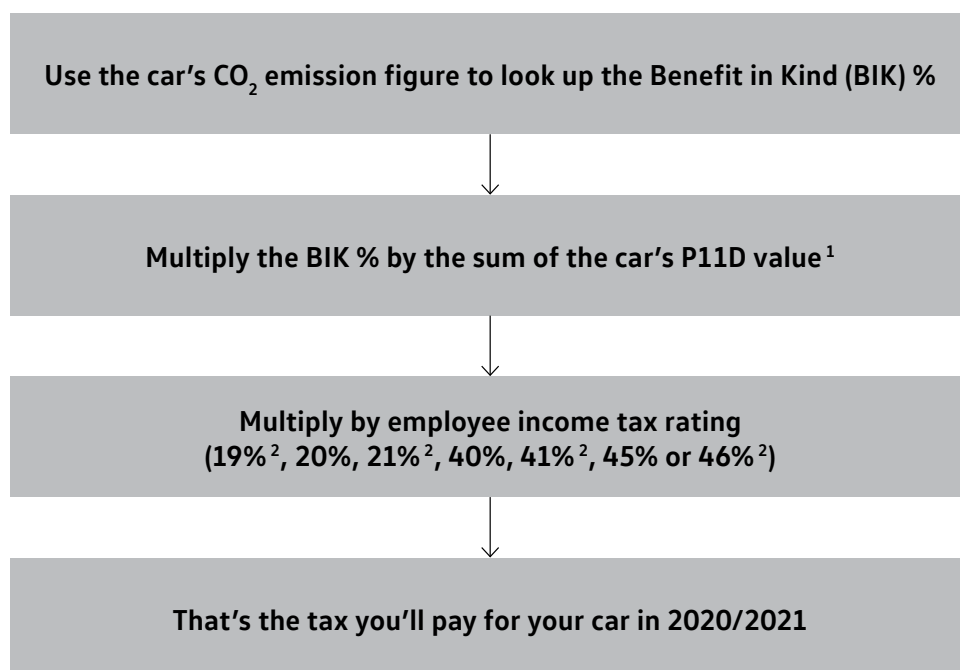 Use the car’s CO₂ emission figure to look up the Benefit in Kind (BIK) %
Multiply the BIK % by the sum of the car’s P11D value ¹
Multiply by employee income tax rating
(19% ², 20%, 21% ², 40%, 41% ², 45% or 46% ²)
That’s the tax you’ll pay for your car in 2020/2021